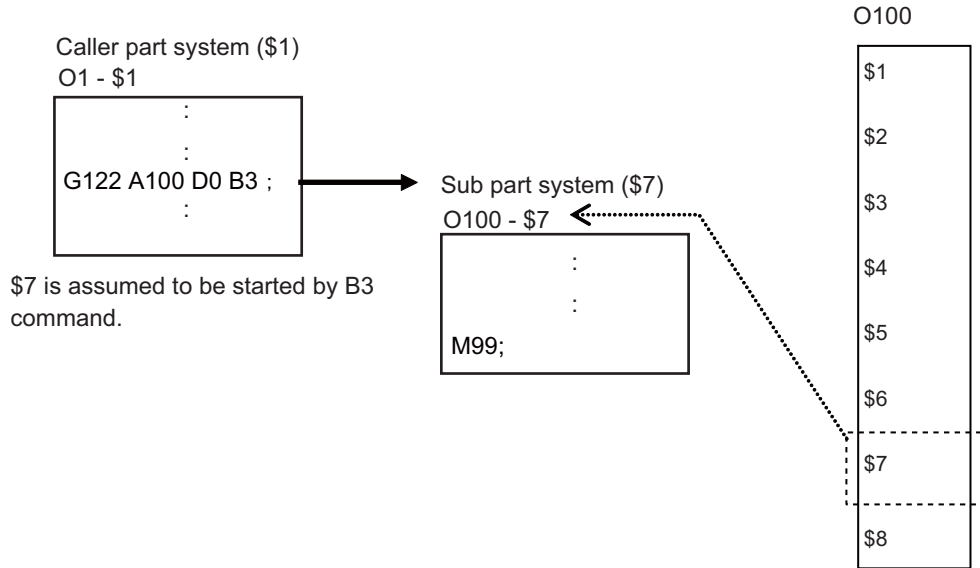 Caller part system ($1)
O1 - $1
:
:
G122 A100 D0 B3 ;
:
$7 is assumed to be started by B3
command.
Sub part system ($7)
O100 - $7
:
:
M99;
O100
$1
$2
$3
$4
$5
$6
$7
$8